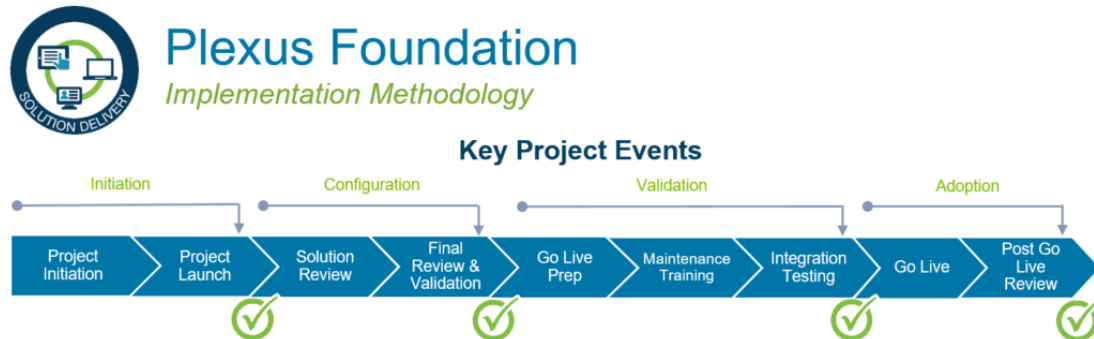 SOLUTION DELIVERY
Plexus Foundation
Implementation Methodology
Key Project Events
Initiation
Configuration
Validation
Adoption
Project
Initiation
Project
Launch
Solution
Review
Final
Review &
Validation
Go Live
Prep
Maintenance
Training
Integration
Testing
Go Live
Post Go
Live
Review